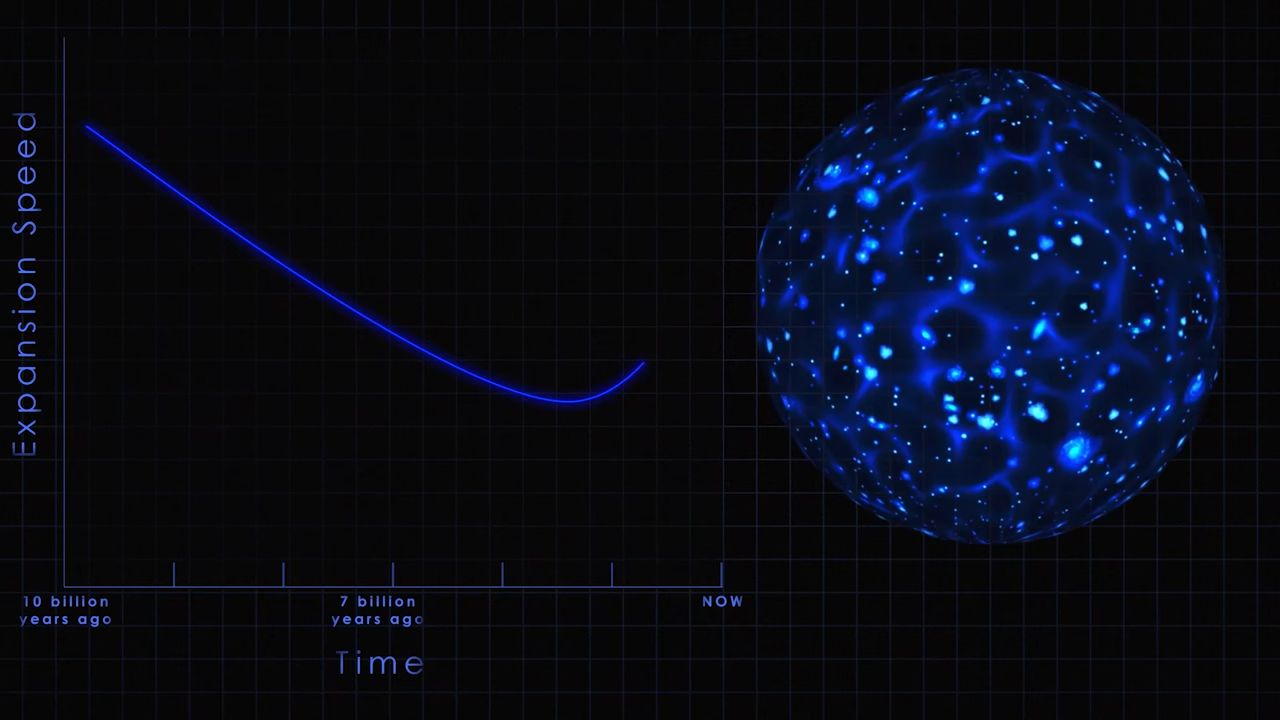 Expansion Speed
10 billion
years ago
7 billion
years ago
NOW
Time